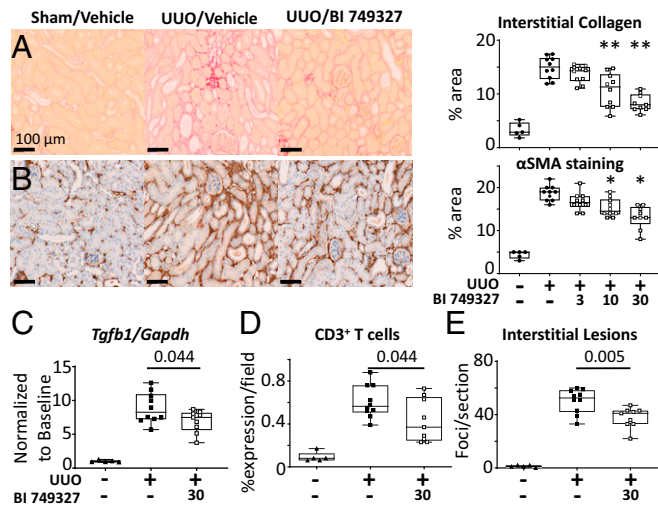 Sham/Vehicle UUO/Vehicle UUO/BI 749327
A
100 µm
B
Interstitial Collagen
20
15
10
5
0
% area
** **
αSMA staining
20
10
0
% area
* *
UUO - + + + +
BI 749327 - - 3 10 30
C
Tgfb1/Gapdh
0.044
15
10
5
0
Normalized
to Baseline
UUO - + +
BI 749327 - - 30
D
CD3+ T cells
0.044
0.8
0.4
0
%expression/field
- + +
- - 30
E
Interstitial Lesions
0.005
80
40
0
Foci/section
- + +
- - 30